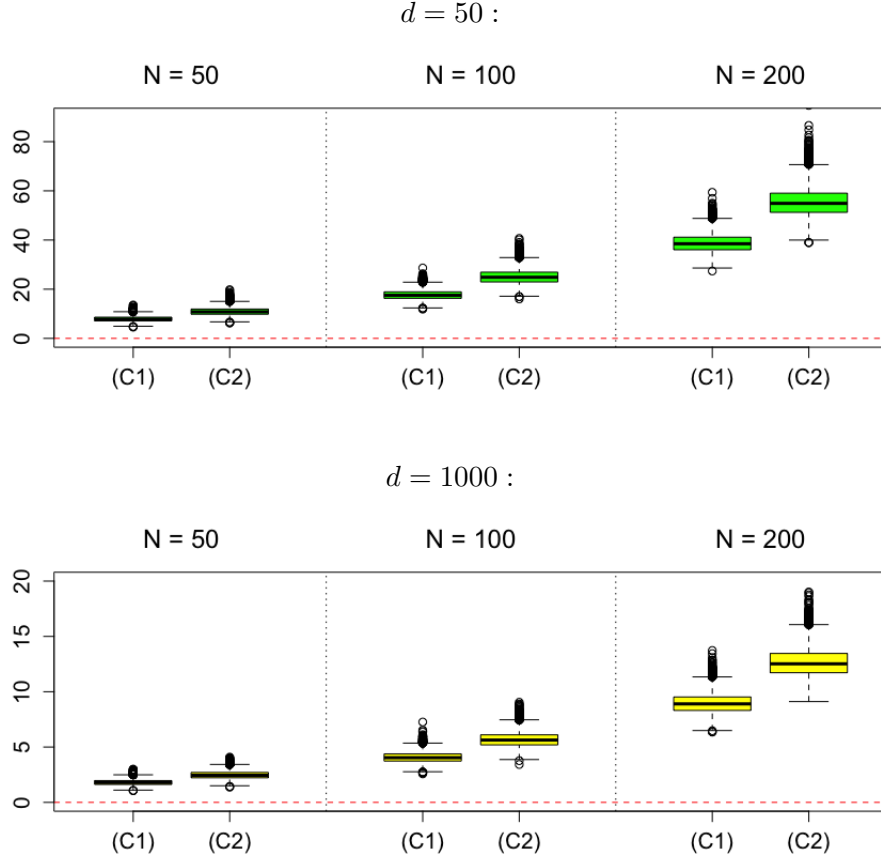 d = 50 :
N = 50 N = 100 N = 200
80
60
40
20
0
(C1) (C2) (C1) (C2) (C1) (C2)
d = 1000 :
N = 50 N = 100 N = 200
20
15
10
5
0
(C1) (C2) (C1) (C2) (C1) (C2)